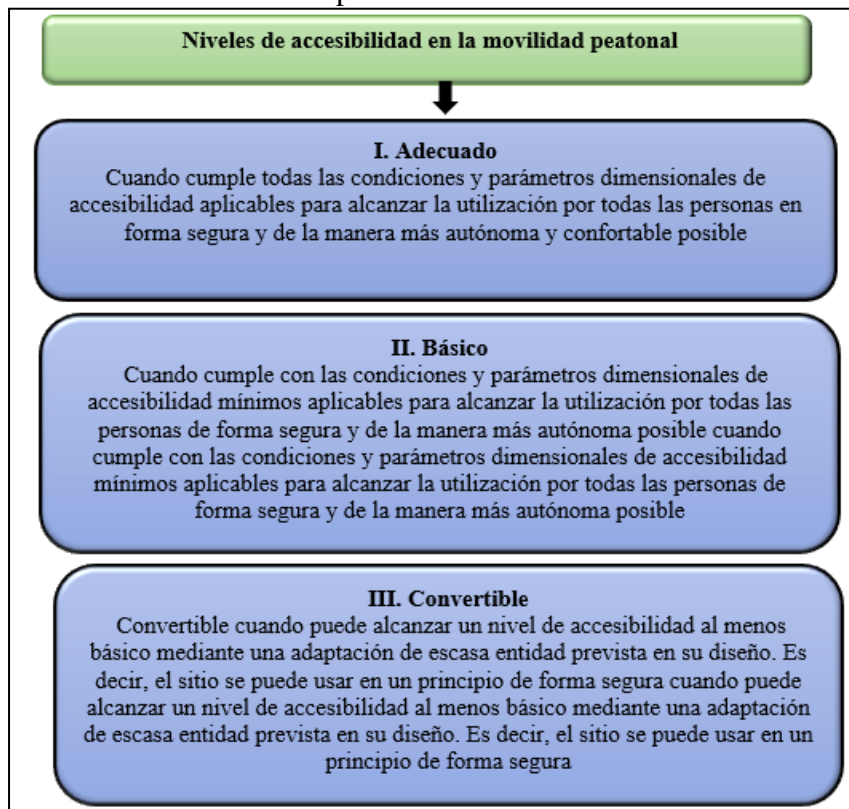 Niveles de accesibilidad en la movilidad peatonal
I. Adecuado
Cuando cumple todas las condiciones y parámetros dimensionales de
accesibilidad aplicables para alcanzar la utilización por todas las personas en
forma segura y de la manera más autónoma y confortable posible
II. Básico
Cuando cumple con las condiciones y parámetros dimensionales de
accesibilidad mínimos aplicables para alcanzar la utilización por todas las
personas de forma segura y de la manera más autónoma posible cuando
cumple con las condiciones y parámetros dimensionales de accesibilidad
mínimos aplicables para alcanzar la utilización por todas las personas de
forma segura y de la manera más autónoma posible
III. Convertible
Convertible cuando puede alcanzar un nivel de accesibilidad al menos
básico mediante una adaptación de escasa entidad prevista en su diseño. Es
decir, el sitio se puede usar en un principio de forma segura cuando puede
alcanzar un nivel de accesibilidad al menos básico mediante una adaptación
de escasa entidad prevista en su diseño. Es decir, el sitio se puede usar en un
principio de forma segura